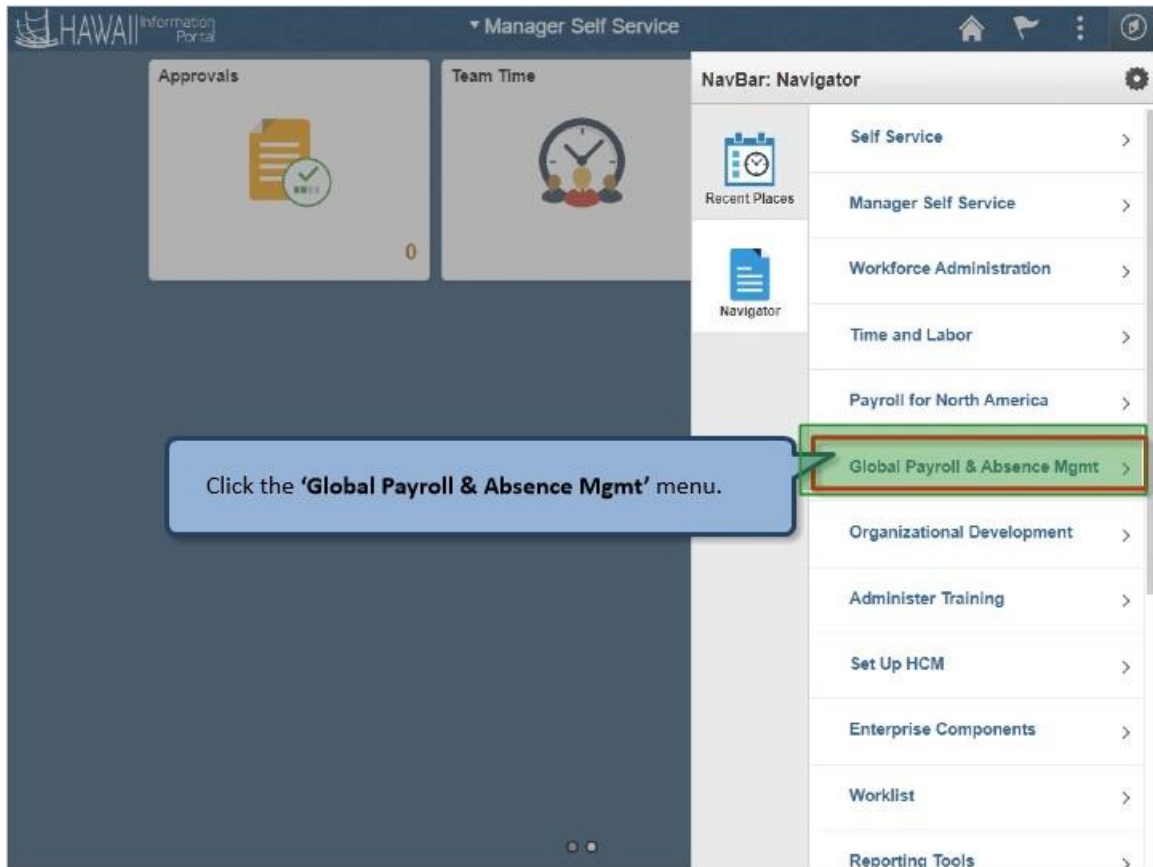 HAWAII Information Portal
Manager Self Service
Approvals
0
Team Time
NavBar: Navigator
Recent Places
Navigator
Self Service
Manager Self Service
Workforce Administration
Time and Labor
Payroll for North America
Global Payroll & Absence Mgmt
Organizational Development
Administer Training
Set Up HCM
Enterprise Components
Worklist
Reporting Tools
Click the ‘Global Payroll & Absence Mgmt’ menu.